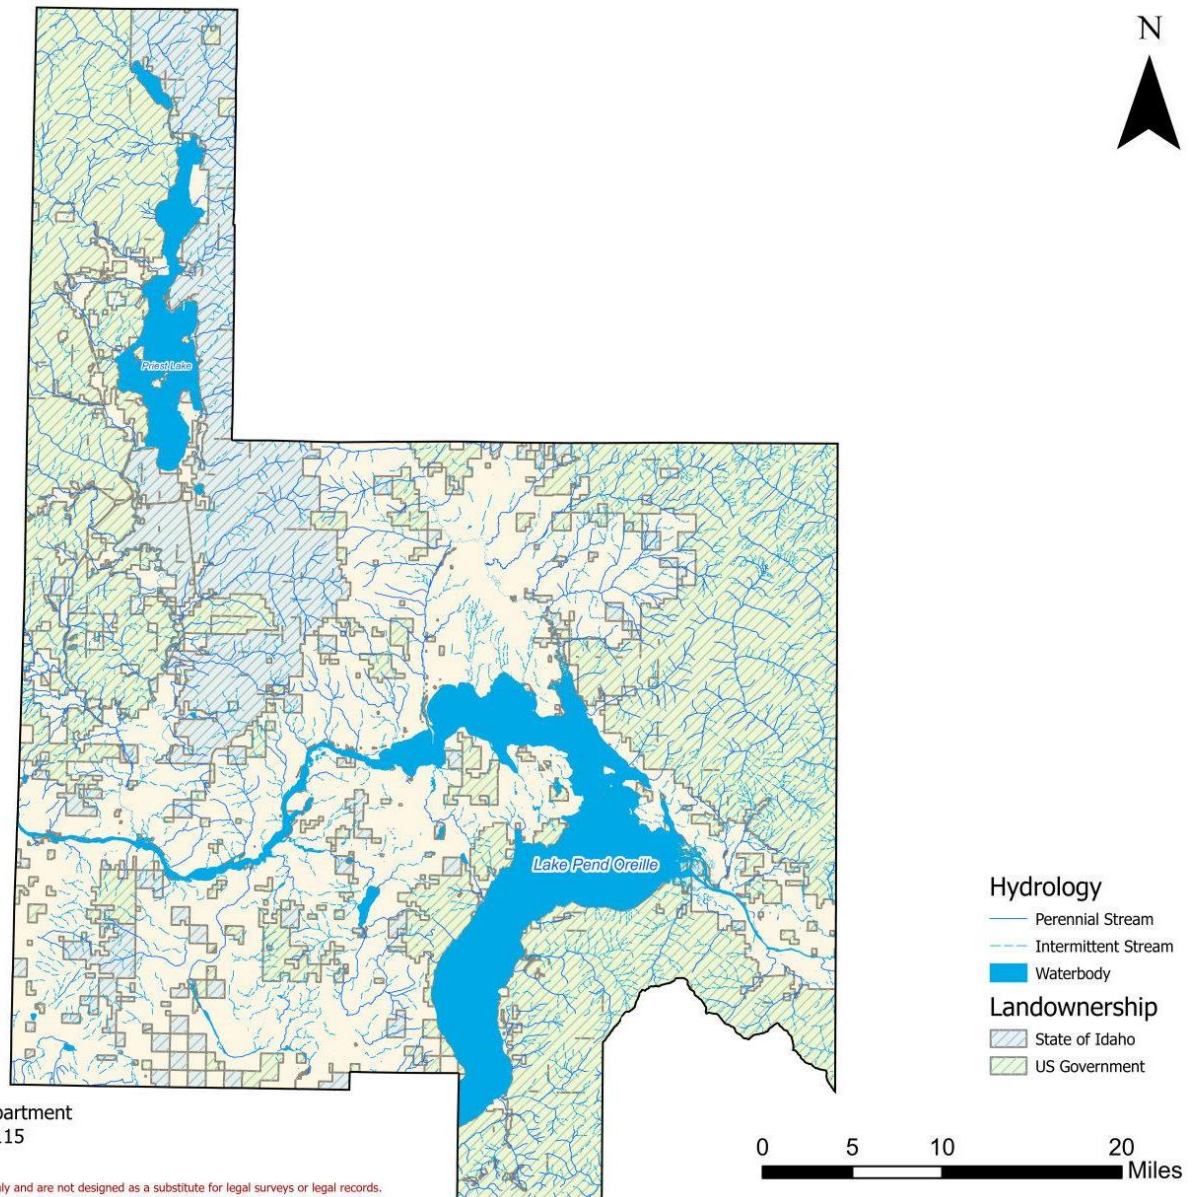 N
Priest Lake
Lake Pend Oreille
Hydrology
Perennial Stream
Intermittent Stream
Waterbody
Landownership
State of Idaho
US Government
partment
.15
0 5 10 20
Miles
ly and are not designed as a substitute for legal surveys or legal records.